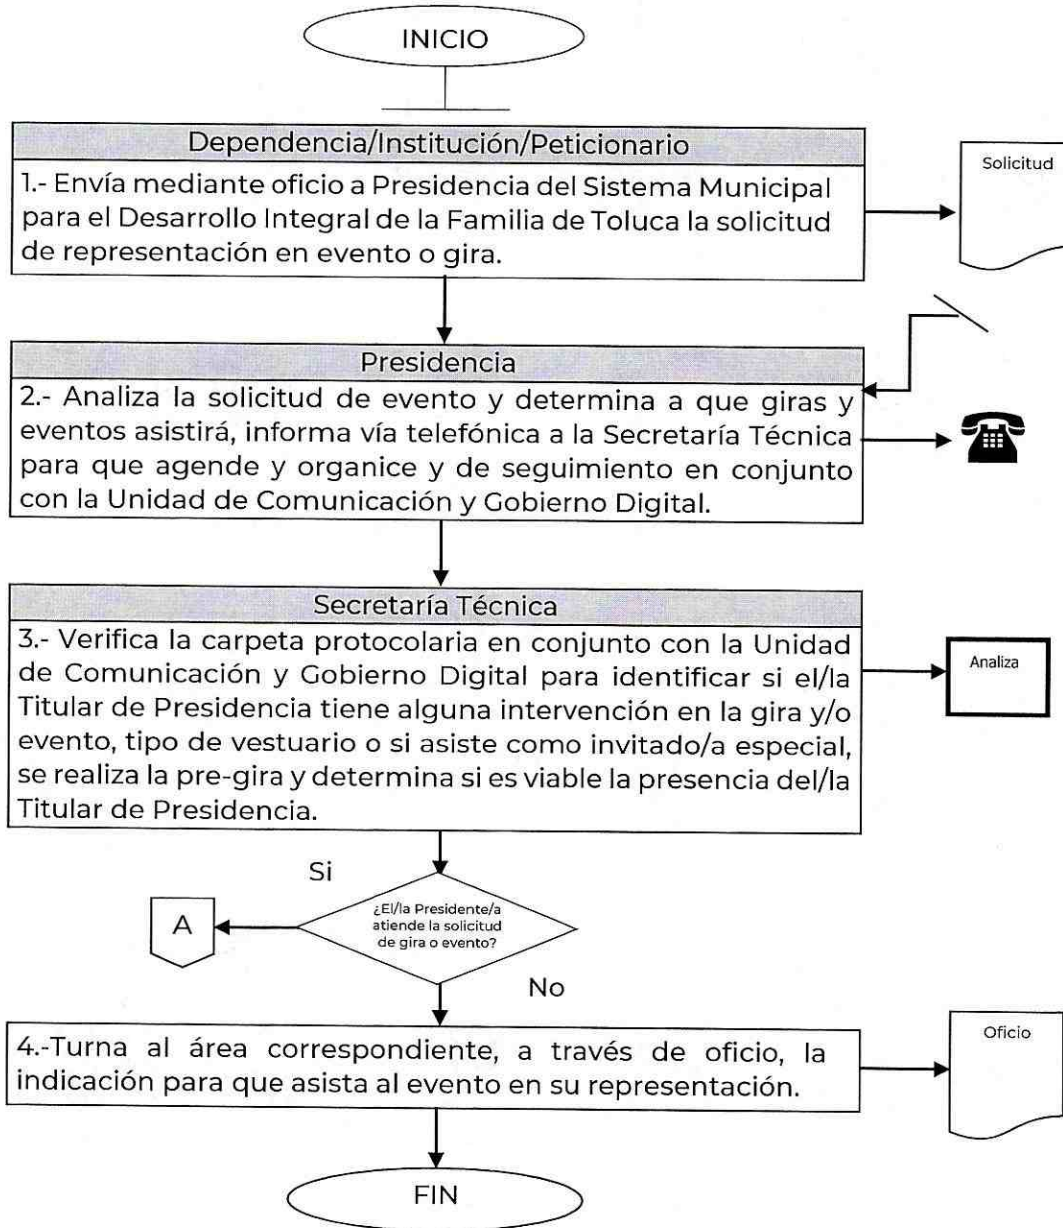 INICIO
Dependencia/Institución/Peticionario
1.- Envía mediante oficio a Presidencia del Sistema Municipal
para el Desarrollo Integral de la Familia de Toluca la solicitud
de representación en evento o gira.
Solicitud
Presidencia
2.- Analiza la solicitud de evento y determina a que giras y
eventos asistirá, informa vía telefónica a la Secretaría Técnica
para que agende y organice y de seguimiento en conjunto
con la Unidad de Comunicación y Gobierno Digital.
Secretaría Técnica
3.- Verifica la carpeta protocolaria en conjunto con la Unidad
de Comunicación y Gobierno Digital para identificar si el/la
Titular de Presidencia tiene alguna intervención en la gira y/o
evento, tipo de vestuario o si asiste como invitado/a especial,
se realiza la pre-gira y determina si es viable la presencia del/la
Titular de Presidencia.
Analiza
Si
¿El/la Presidente/a
atiende la solicitud
de gira o evento?
A
No
4.-Turna al área correspondiente, a través de oficio, la
indicación para que asista al evento en su representación.
Oficio
FIN